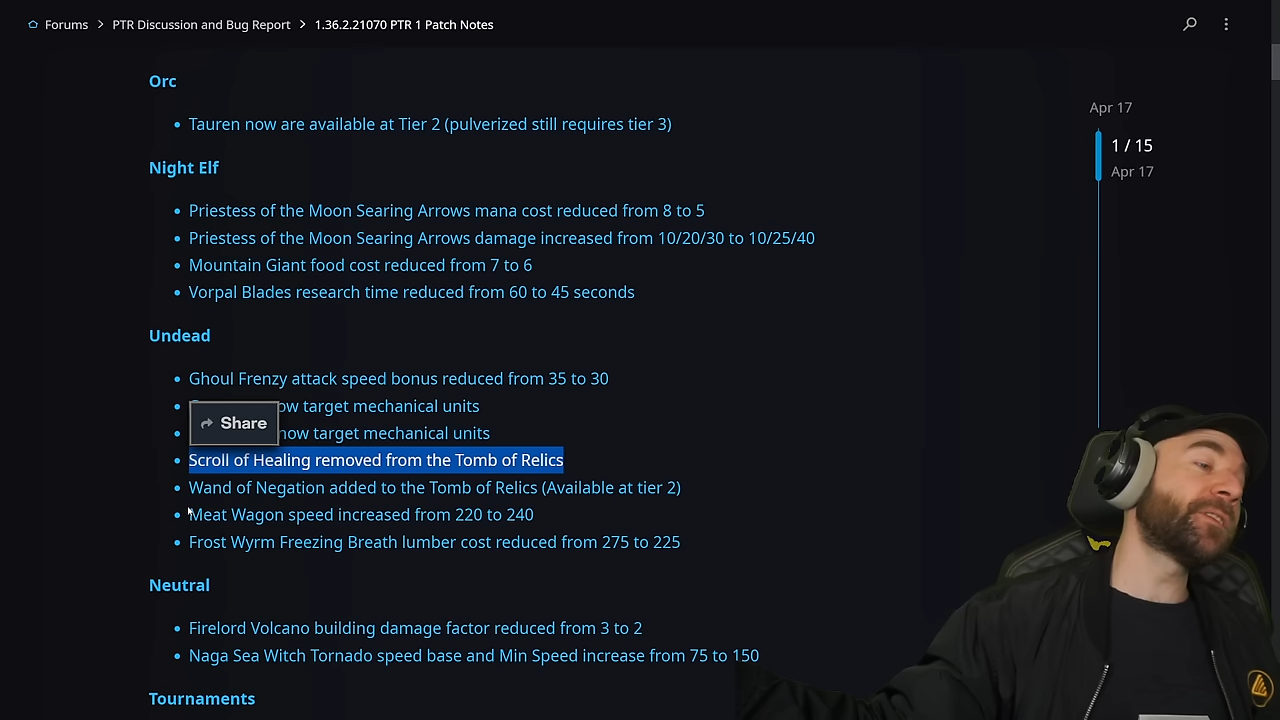 Forums > PTR Discussion and Bug Report > 1.36.2.21070 PTR 1 Patch Notes
Orc
Apr 17
• Tauren now are available at Tier 2 (pulverized still requires tier 3)
1 / 15
Night Elf
Apr 17
• Priestess of the Moon Searing Arrows mana cost reduced from 8 to 5
• Priestess of the Moon Searing Arrows damage increased from 10/20/30 to 10/25/40
• Mountain Giant food cost reduced from 7 to 6
• Vorpal Blades research time reduced from 60 to 45 seconds
Undead
• Ghoul Frenzy attack speed bonus reduced from 35 to 30
• target mechanical units
Share
• now target mechanical units
• Scroll of Healing removed from the Tomb of Relics
• Wand of Negation added to the Tomb of Relics (Available at tier 2)
• Meat Wagon speed increased from 220 to 240
• Frost Wyrm Freezing Breath lumber cost reduced from 275 to 225
Neutral
• Firelord Volcano building damage factor reduced from 3 to 2
• Naga Sea Witch Tornado speed base and Min Speed increase from 75 to 150
Tournaments